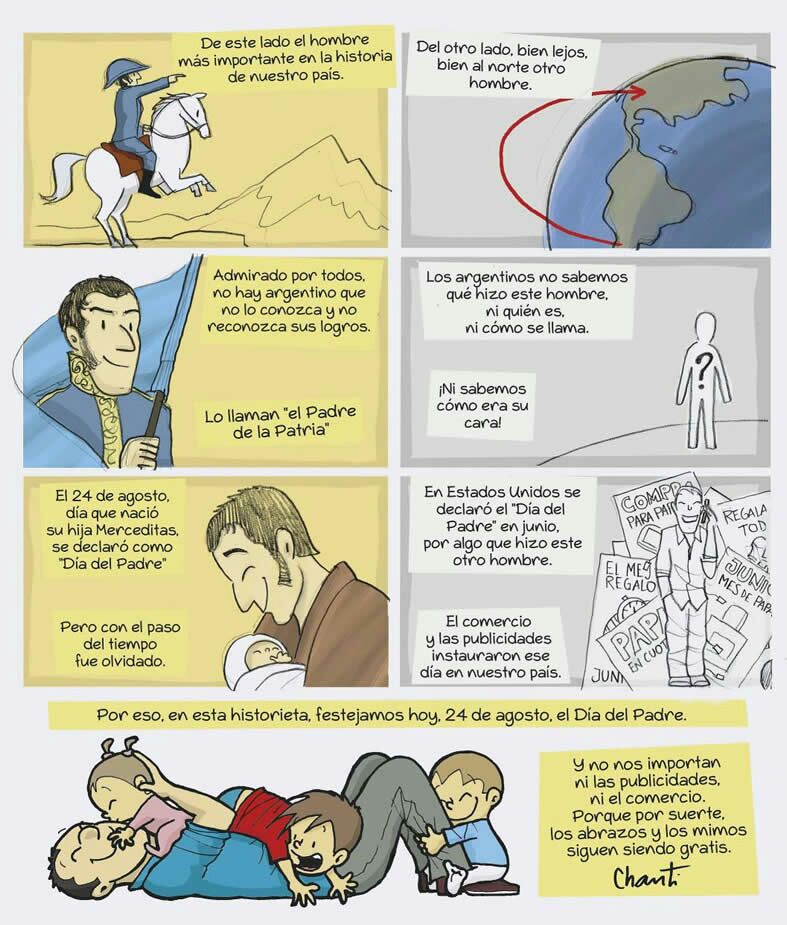 De este lado el hombre
más importante en la historia
de nuestro país.
Del otro lado, bien lejos,
bien al norte otro
hombre.
Admirado por todos,
no hay argentino que
no lo conozca y no
reconozca sus logros.
Lo llaman "el Padre
de la Patria"
Los argentinos no sabemos
qué hizo este hombre,
ni quién es,
ni cómo se llama.
¡Ni sabemos
cómo era su
cara!
?
El 24 de agosto,
día que nació
su hija Merceditas,
se declaró como
"Día del Padre"
Pero con el paso
del tiempo
fue olvidado.
En Estados Unidos se
declaró el "Día del
Padre" en junio,
por algo que hizo este
otro hombre.
El comercio
y las publicidades
instauraron ese
día en nuestro país.
COMPR
PARA PAP
REGALA
TOD
EL MEJ
REGALO
JUNIO
MES DE PAPA
PAP
EN CUOT
JUNI
Por eso, en esta historieta, festejamos hoy, 24 de agosto, el Día del Padre.
Y no nos importan
ni las publicidades,
ni el comercio.
Porque por suerte,
los abrazos y los mimos
siguen siendo gratis.
Chanti